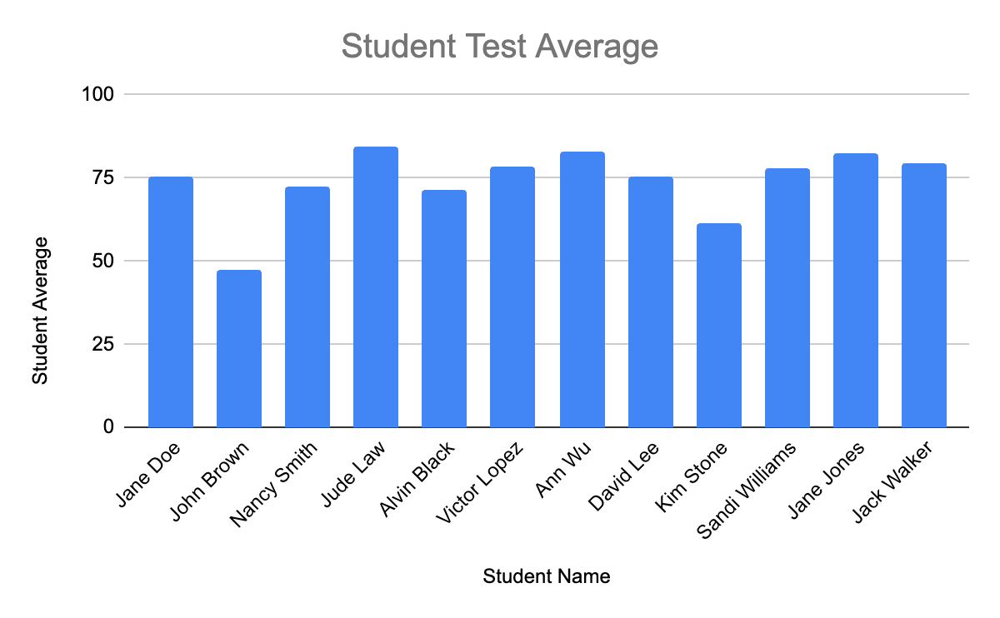 Student Test Average
100
75
50
25
0
Student Average
Jane Doe
John Brown
Nancy Smith
Jude Law
Alvin Black
Victor Lopez
Ann Wu
David Lee
Kim Stone
Sandi Williams
Jane Jones
Jack Walker
Student Name